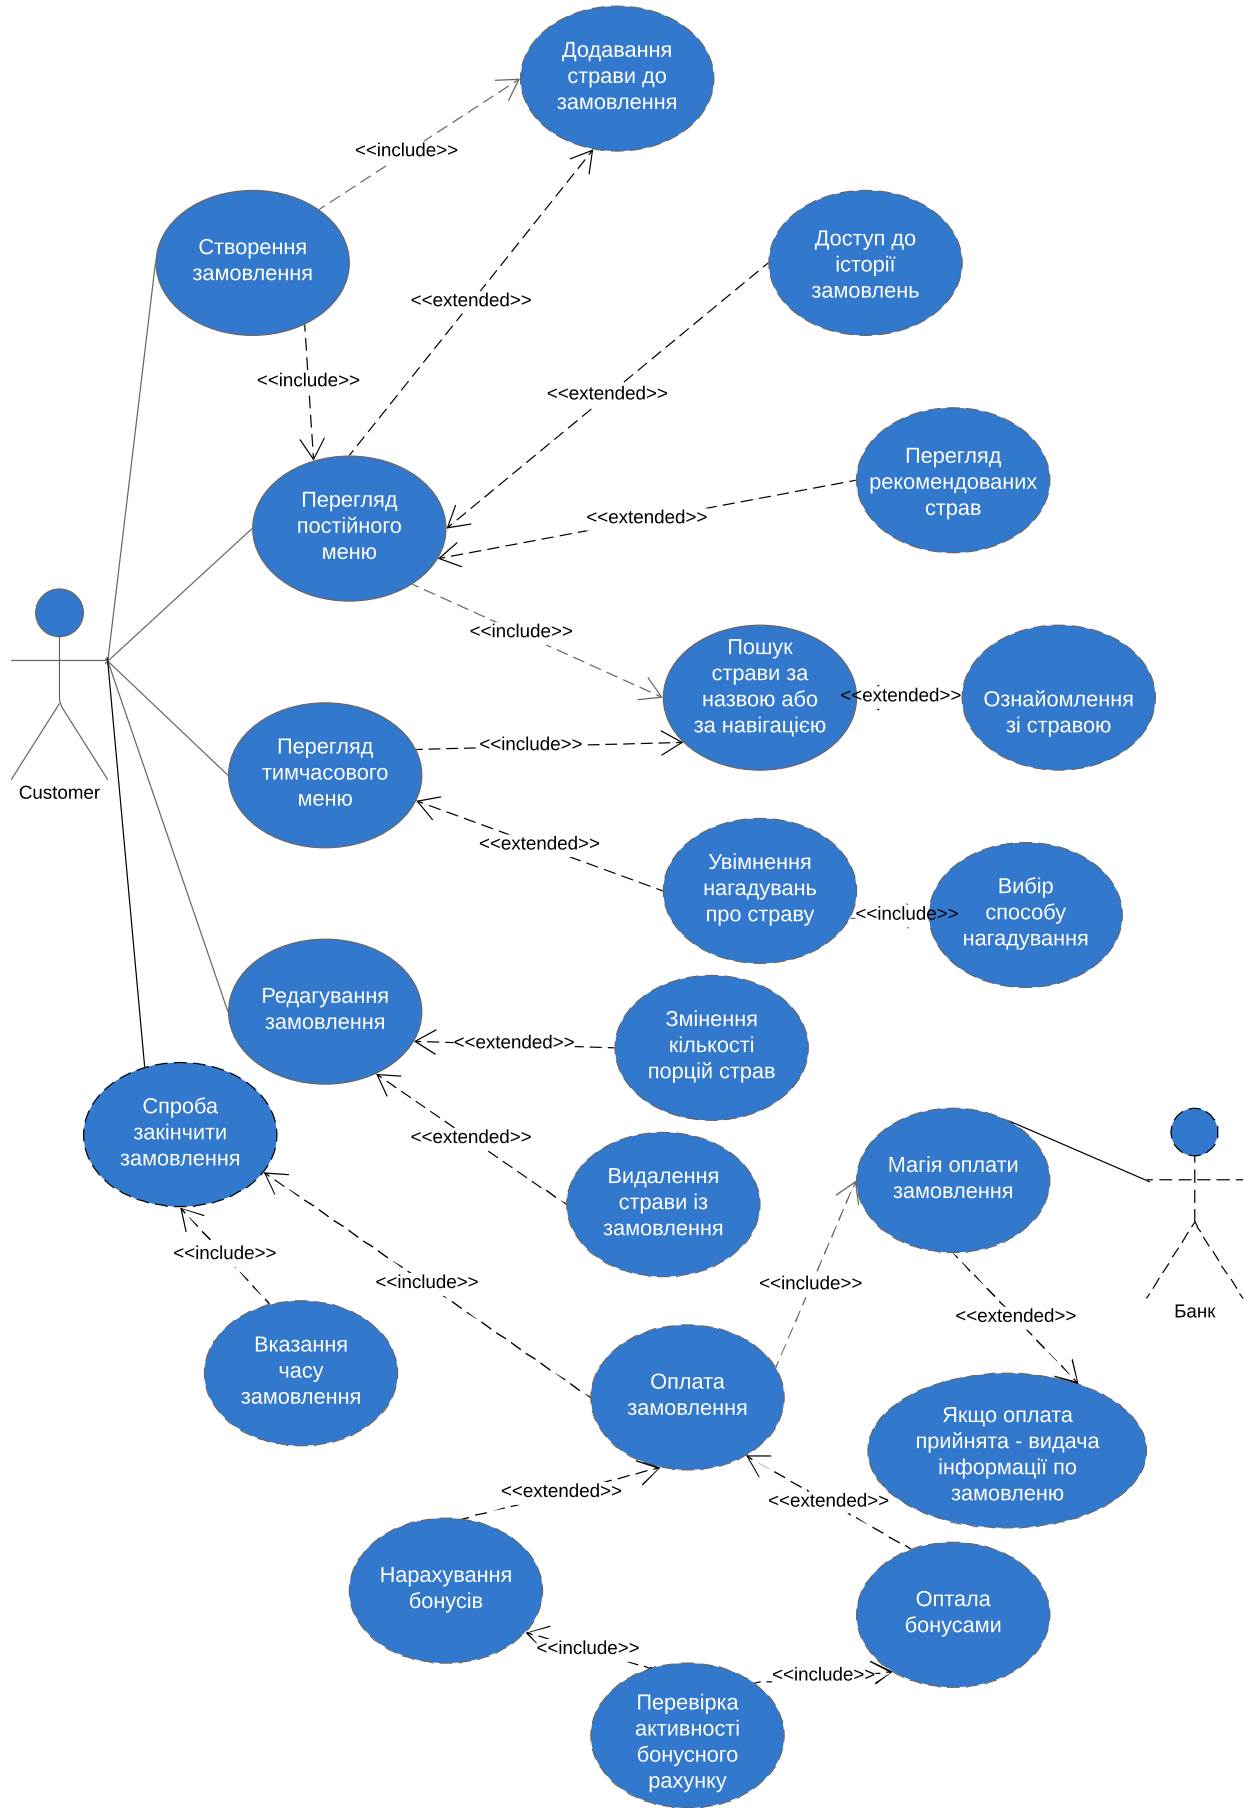 Додавання
страви до
замовлення
<<include>>
Створення
замовлення
Доступ до
історії
замовлень
<<extended>>
<<include>>
<<extended>>
Перегляд
рекомендованих
страв
Перегляд
постійного
меню
<<extended>>
<<include>>
Пошук
страви за
назвою або
за навігацією
<<extended>>
Ознайомлення
зі стравою
Customer
Перегляд
тимчасового
меню
<<include>>
<<extended>>
Увімнення
нагадувань
про страву
<<include>>
Вибір
способу
нагадування
Редагування
замовлення
<<extended>>
Змінення
кількості
порцій страв
Спроба
закінчити
замовлення
<<extended>>
Видалення
страви із
замовлення
Магія оплати
замовлення
<<include>>
<<include>>
<<include>>
<<extended>>
Банк
Вказання
часу
замовлення
Оплата
замовлення
Якщо оплата
прийнята - видача
інформації по
замовленю
<<extended>>
<<extended>>
Нарахування
бонусів
Оптала
бонусами
<<include>>
<<include>>
Перевірка
активності
бонусного
рахунку